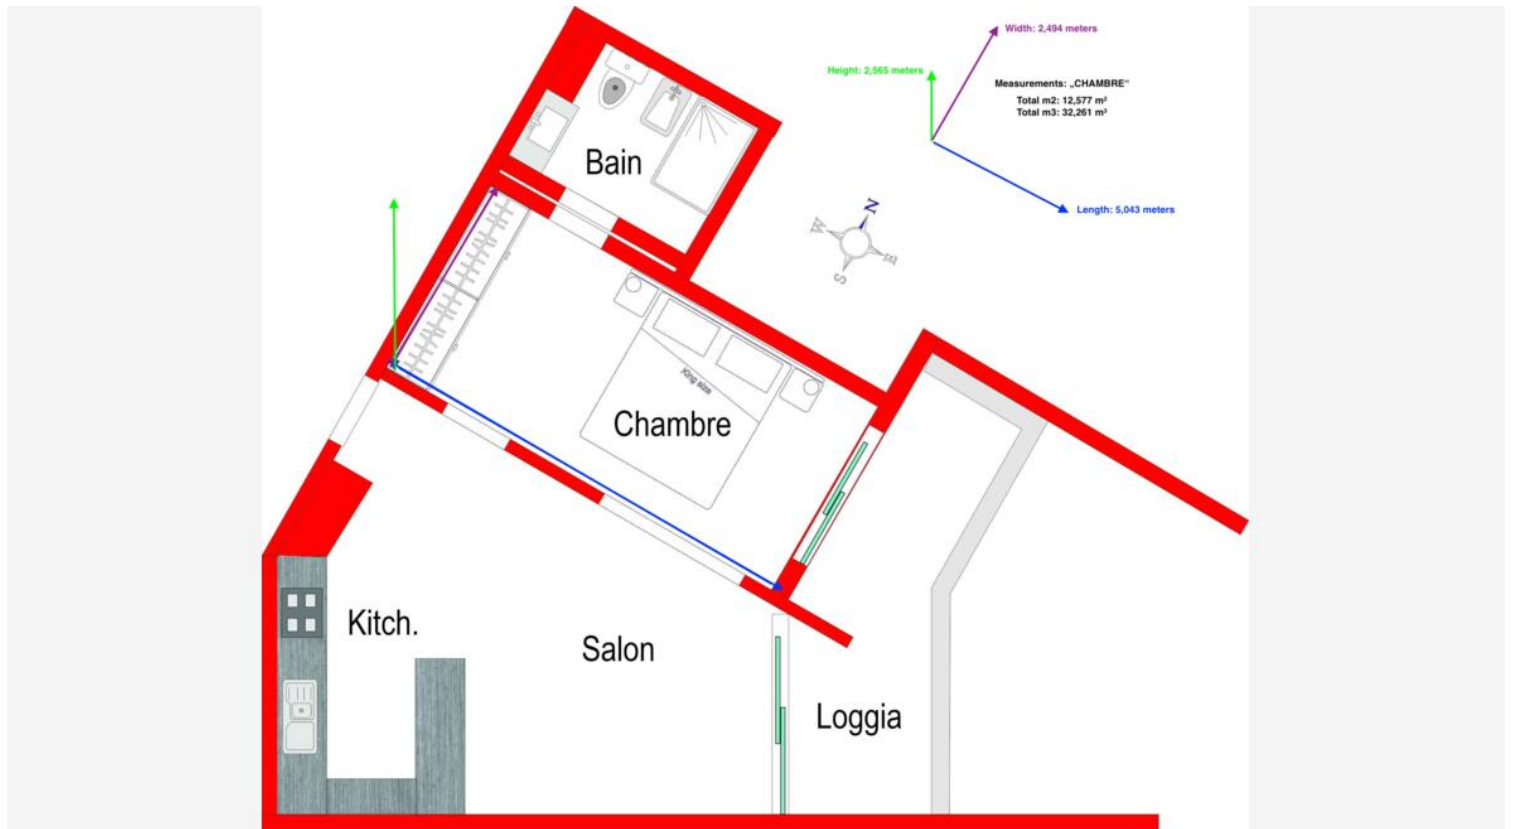 Width: 2,494 meters
Height: 2,565 meters
Measurements: „CHAMBRE“
Total m2: 12,577 m²
Total m3: 32,261 m³
Bain
N
W
E
S
Length: 5,043 meters
King size
Chambre
Kitch.
Salon
Loggia